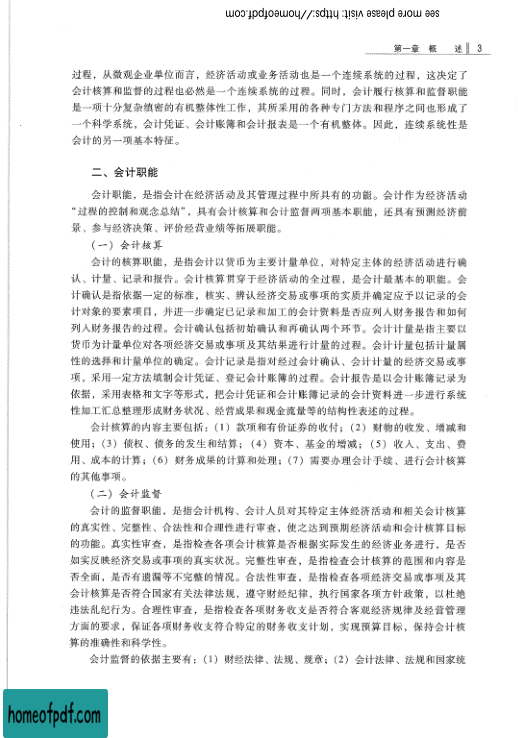 see more please visit: https://homeofpdf.com
第一章 概 述 3
过程，从微观企业单位而言，经济活动或业务活动也是一个连续系统的过程，这决定了
会计核算和监督的过程也必然是一个连续系统的过程。同时，会计履行核算和监督职能
是一项十分复杂缜密的有机整体性工作，其所采用的各种专门方法和程序之间也形成了
一个科学系统，会计凭证、会计账簿和会计报表是一个有机整体。因此，连续系统性是
会计的另一项基本特征。
二、会计职能
会计职能，是指会计在经济活动及其管理过程中所具有的功能。会计作为经济活动
“过程的控制和观念总结”，具有会计核算和会计监督两项基本职能，还具有预测经济前
景、参与经济决策、评价经营业绩等拓展职能。
（一）会计核算
会计的核算职能，是指会计以货币为主要计量单位，对特定主体的经济活动进行确
认、计量、记录和报告。会计核算贯穿于经济活动的全过程，是会计最基本的职能。会
计确认是指依据一定的标准，核实、辨认经济交易或事项的实质并确定应予以记录的会
计对象的要素项目，并进一步确定已记录和加工的会计资料是否应列入财务报告和如何
列入财务报告的过程。会计确认包括初始确认和再确认两个环节。会计计量是指主要以
货币为计量单位对各项经济交易或事项及其结果进行计量的过程。会计计量包括计量属
性的选择和计量单位的确定。会计记录是指对经过会计确认、会计计量的经济交易或事
项，采用一定方法填制会计凭证、登记会计账簿的过程。会计报告是以会计账簿记录为
依据，采用表格和文字等形式，把会计凭证和会计账簿记录的会计资料进一步进行系统
性加工汇总整理形成财务状况、经营成果和现金流量等的结构性表述的过程。
会计核算的内容主要包括：（1）款项和有价证券的收付；（2）财物的收发、增减和
使用；（3）债权、债务的发生和结算；（4）资本、基金的增减；（5）收入、支出、费
用、成本的计算；（6）财务成果的计算和处理；（7）需要办理会计手续、进行会计核算
的其他事项。
（二）会计监督
会计的监督职能，是指会计机构、会计人员对其特定主体经济活动和相关会计核算
的真实性、完整性、合法性和合理性进行审查，使之达到预期经济活动和会计核算目标
的功能。真实性审查，是指检查各项会计核算是否根据实际发生的经济业务进行，是否
如实反映经济交易或事项的真实状况。完整性审查，是指检查会计核算的范围和内容是
否全面，是否有遗漏等不完整的情况。合法性审查，是指检查各项经济交易或事项及其
会计核算是否符合国家有关法律法规，遵守财经纪律，执行国家各项方针政策，以杜绝
违法乱纪行为。合理性审查，是指检查各项财务收支是否符合客观经济规律及经营管理
方面的要求，保证各项财务收支符合特定的财务收支计划，实现预算目标，保持会计核
算的准确性和科学性。
会计监督的依据主要有：（1）财经法律、法规、规章；（2）会计法律、法规和国家统
homeofpdf.com